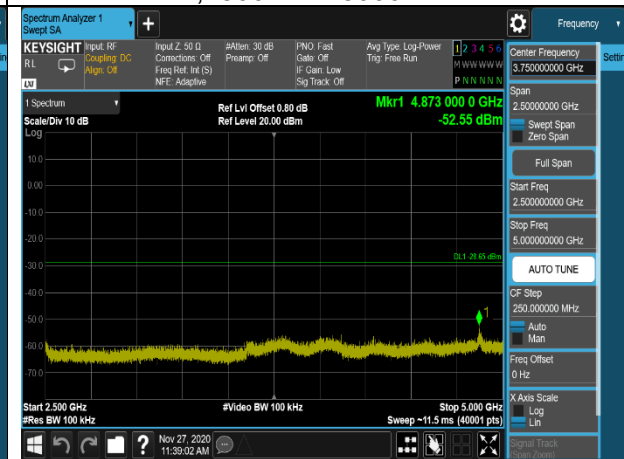 Spectrum Analyzer 1
Swept SA
+
Frequency
KEYSIGHT
RL
LXI
Input: RF
Coupling: DC
Align: Off
Input Z: 50 Ω
Corrections: Off
Freq Ref: Int (S)
NFE: Adaptive
#Atten: 30 dB
Preamp: Off
PNO: Fast
Gate: Off
IF Gain: Low
Sig Track: Off
Avg Type: Log-Power
Trig: Free Run
1 2 3 4 5 6
M W W W W W
P N N N N N
Center Frequency
3.750000000 GHz
Settin
Span
2.50000000 GHz
Swept Span
Zero Span
Full Span
Start Freq
2.500000000 GHz
Stop Freq
5.000000000 GHz
AUTO TUNE
CF Step
250.000000 MHz
Auto
Man
Freq Offset
0 Hz
X Axis Scale
Log
Lin
Signal Track
(Span Zoom)
1 Spectrum
Scale/Div 10 dB
Log
Ref Lvl Offset 0.80 dB
Ref Level 20.00 dBm
Mkr1 4.873 000 0 GHz
-52.55 dBm
10.0
0.00
-10.0
-20.0
-30.0
-40.0
-50.0
-60.0
-70.0
DL1 -28.65 dBm
1
Start 2.500 GHz
#Res BW 100 kHz
#Video BW 100 kHz
Stop 5.000 GHz
Sweep ~11.5 ms (40001 pts)
?
Nov 27, 2020
11:39:02 AM